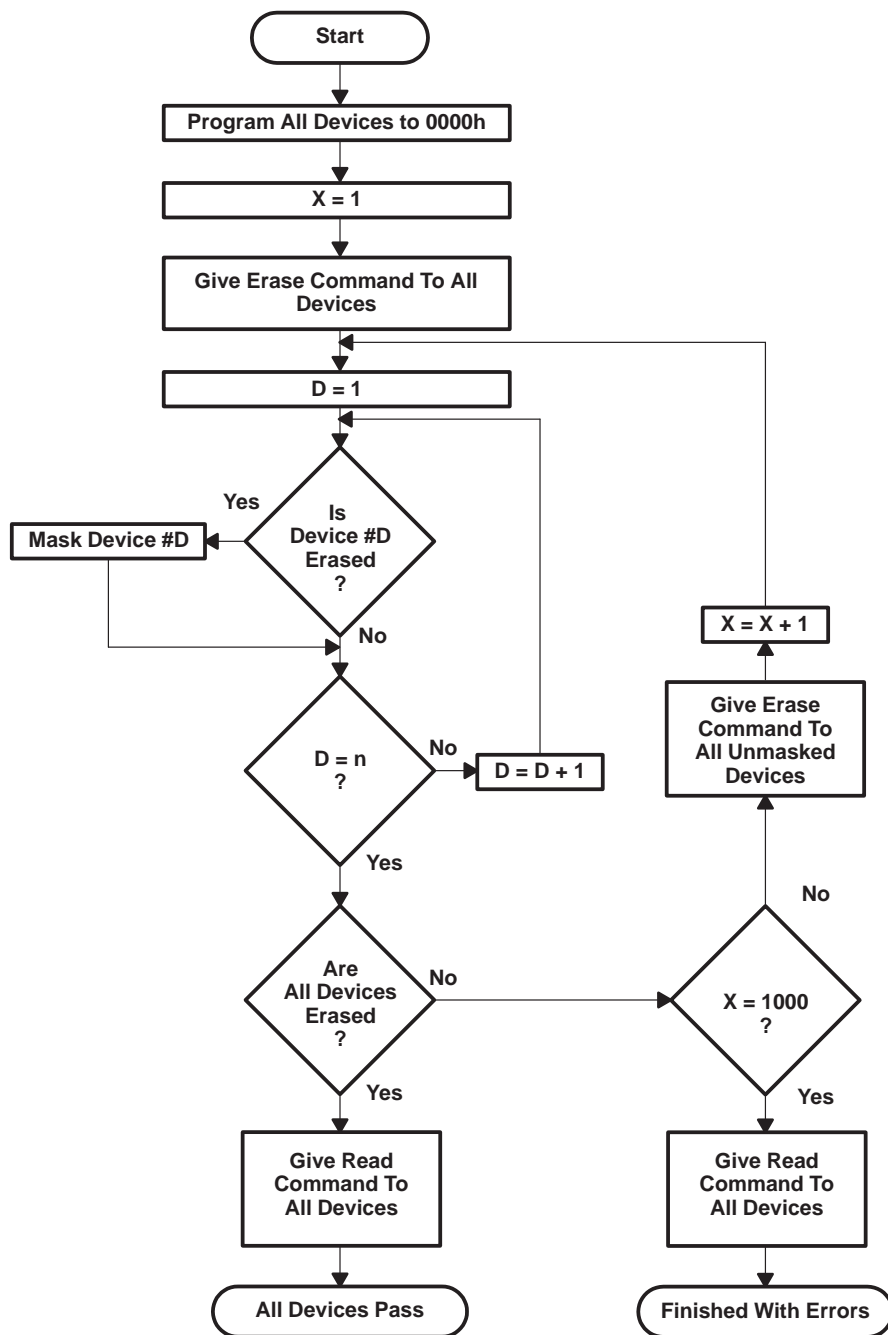 Start
Program All Devices to 0000h
X = 1
Give Erase Command To All
Devices
D = 1
Yes
Is
Device #D
Erased
?
Mask Device #D
No
X = X + 1
Give Erase
Command To
All Unmasked
Devices
D = n
?
No
D = D + 1
Yes
No
Are
All Devices
Erased
?
No
X = 1000
?
Yes
Yes
Give Read
Command To
All Devices
Give Read
Command To
All Devices
All Devices Pass
Finished With Errors